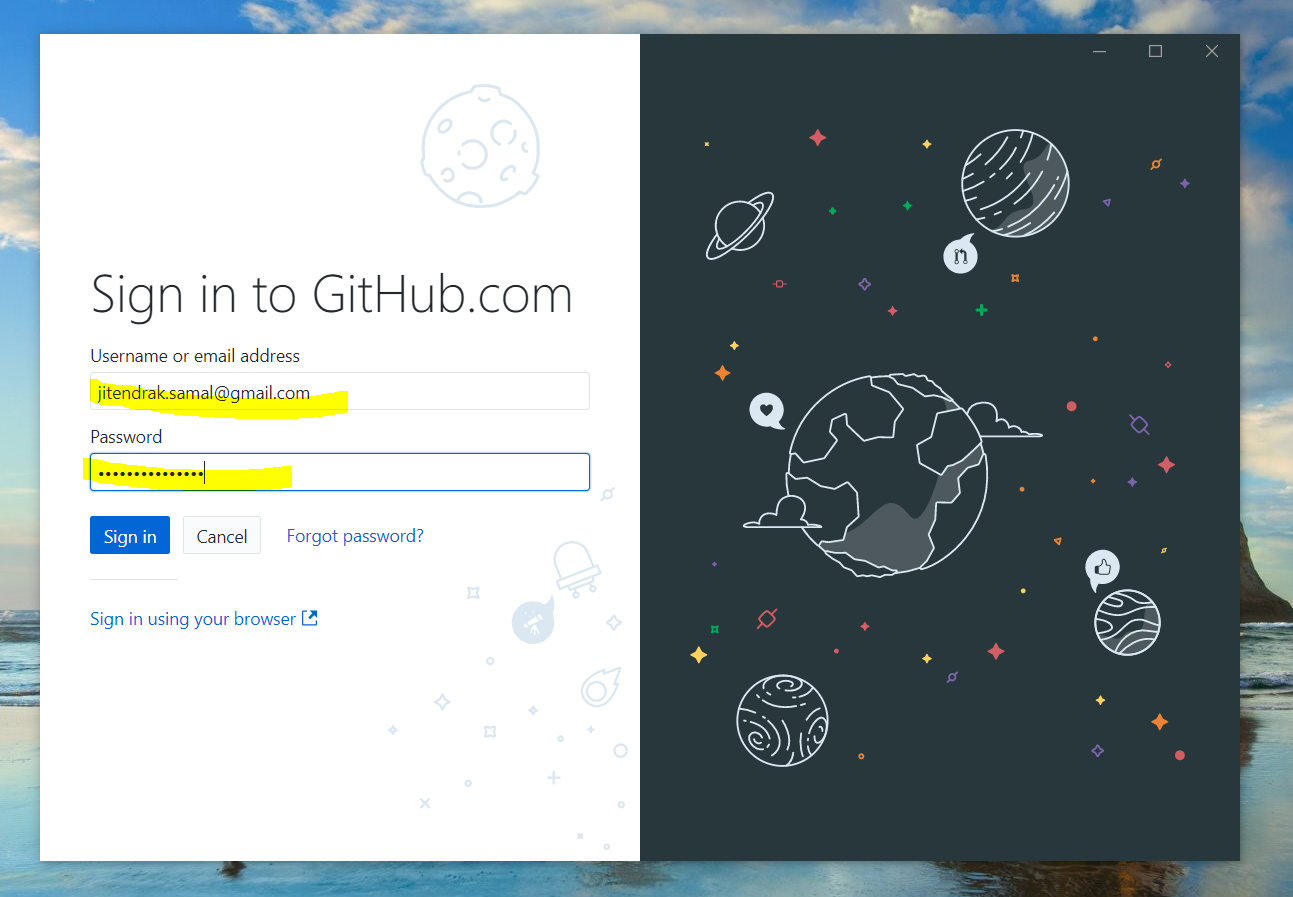 Sign in to GitHub.com
Username or email address
jitendrak.samal@gmail.com
Password
•••••••••••••••
Sign in
Cancel
Forgot password?
Sign in using your browser